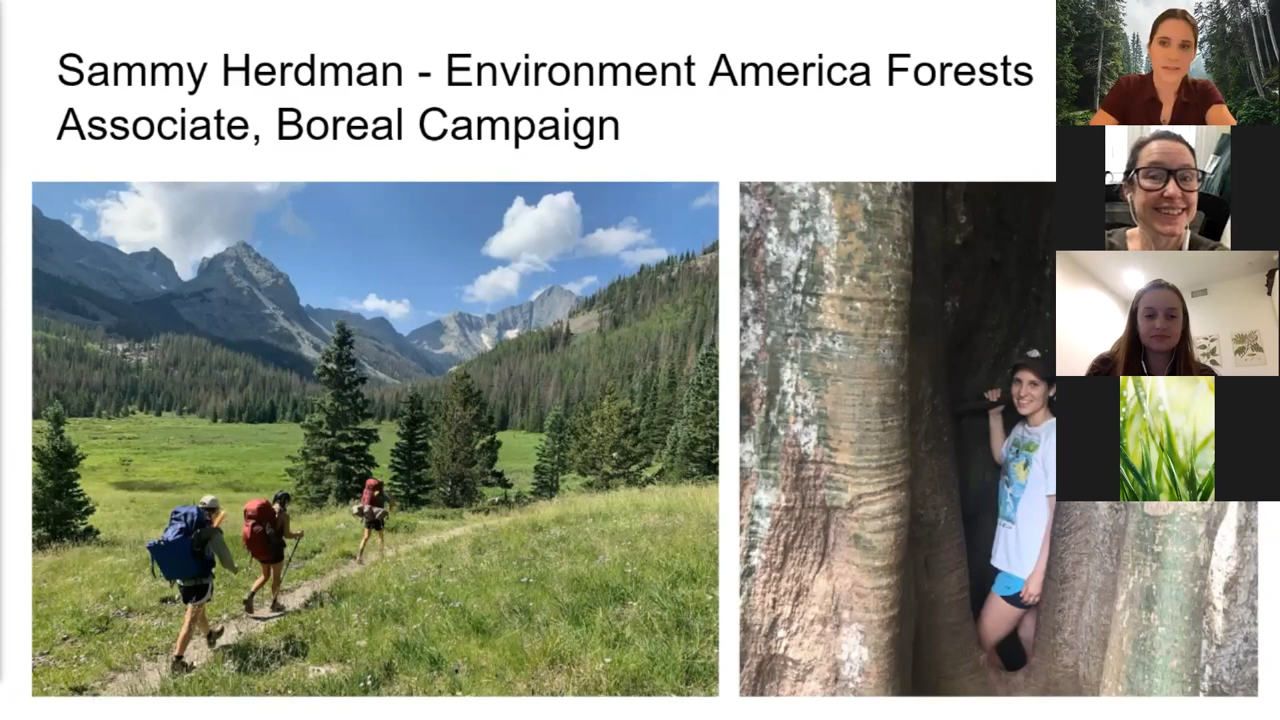 Sammy Herdman - Environment America Forests
Associate, Boreal Campaign